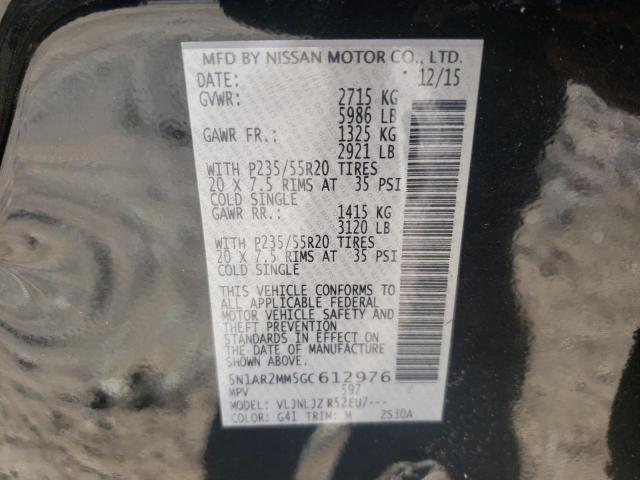 MFD BY NISSAN MOTOR CO., LTD.
DATE: 12/15
GVWR: 2715 KG
5986 LB
GAWR FR.: 1325 KG
2921 LB
WITH P235/55R20 TIRES
20 X 7.5 RIMS AT 35 PSI
COLD SINGLE
GAWR RR.: 1415 KG
3120 LB
WITH P235/55R20 TIRES
20 X 7.5 RIMS AT 35 PSI
COLD SINGLE
THIS VEHICLE CONFORMS TO
ALL APPLICABLE FEDERAL
MOTOR VEHICLE SAFETY AND
THEFT PREVENTION
STANDARDS IN EFFECT ON
THE DATE OF MANUFACTURE
SHOWN ABOVE.
5N1AR2MM5GC612976
MPV 597
MODEL: VLJNLJZ R52EU7---
COLOR: G41 TRIM: M 2S30A